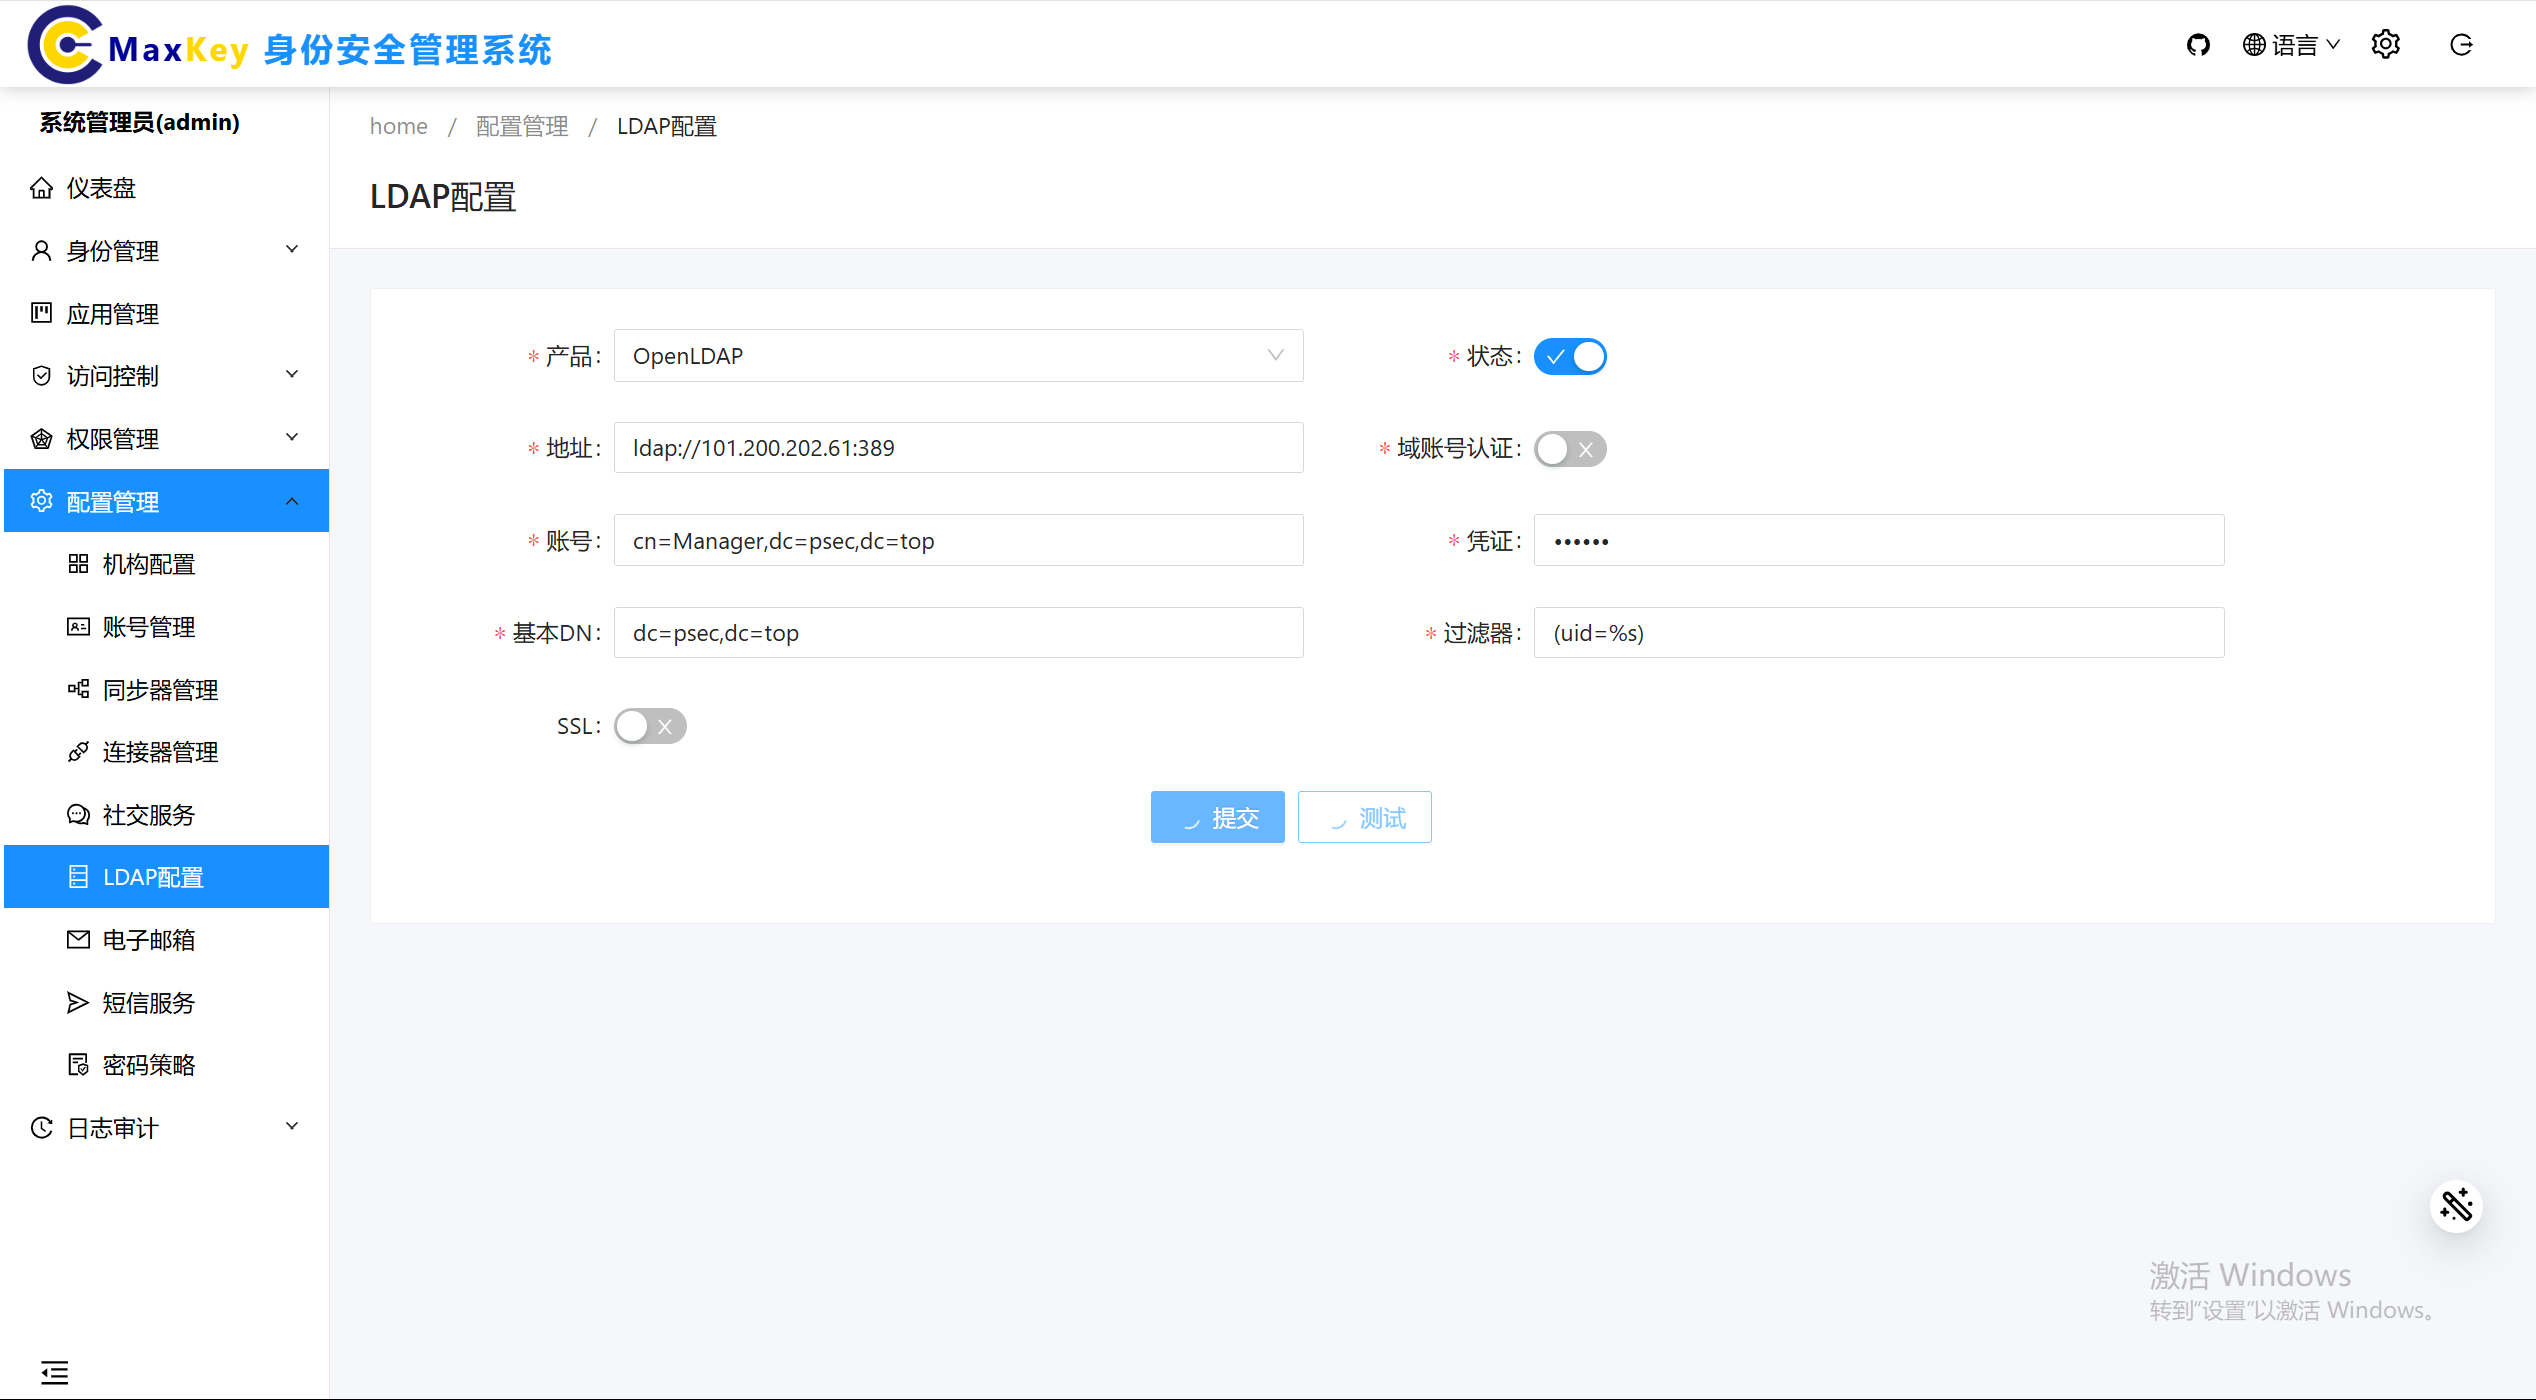 MaxKey 身份安全管理系统
语言
系统管理员(admin)
仪表盘
身份管理
应用管理
访问控制
权限管理
配置管理
机构配置
账号管理
同步器管理
连接器管理
社交服务
LDAP配置
电子邮箱
短信服务
密码策略
日志审计
home / 配置管理 / LDAP配置
LDAP配置
* 产品: OpenLDAP
* 状态:
* 地址: ldap://101.200.202.61:389
* 域账号认证:
* 账号: cn=Manager,dc=psec,dc=top
* 凭证: ••••••
* 基本DN: dc=psec,dc=top
* 过滤器: (uid=%s)
SSL:
提交 测试
激活 Windows
转到"设置"以激活 Windows。